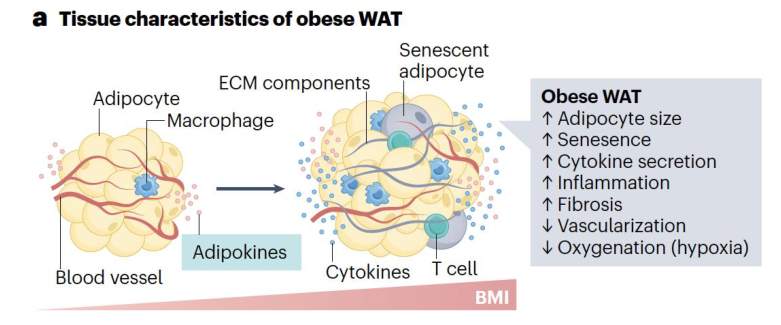 a Tissue characteristics of obese WAT
Senescent
adipocyte
ECM components
Adipocyte
Macrophage
Adipokines
Blood vessel
Cytokines
T cell
BMI
Obese WAT
↑ Adipocyte size
↑ Senesence
↑ Cytokine secretion
↑ Inflammation
↑ Fibrosis
↓ Vascularization
↓ Oxygenation (hypoxia)